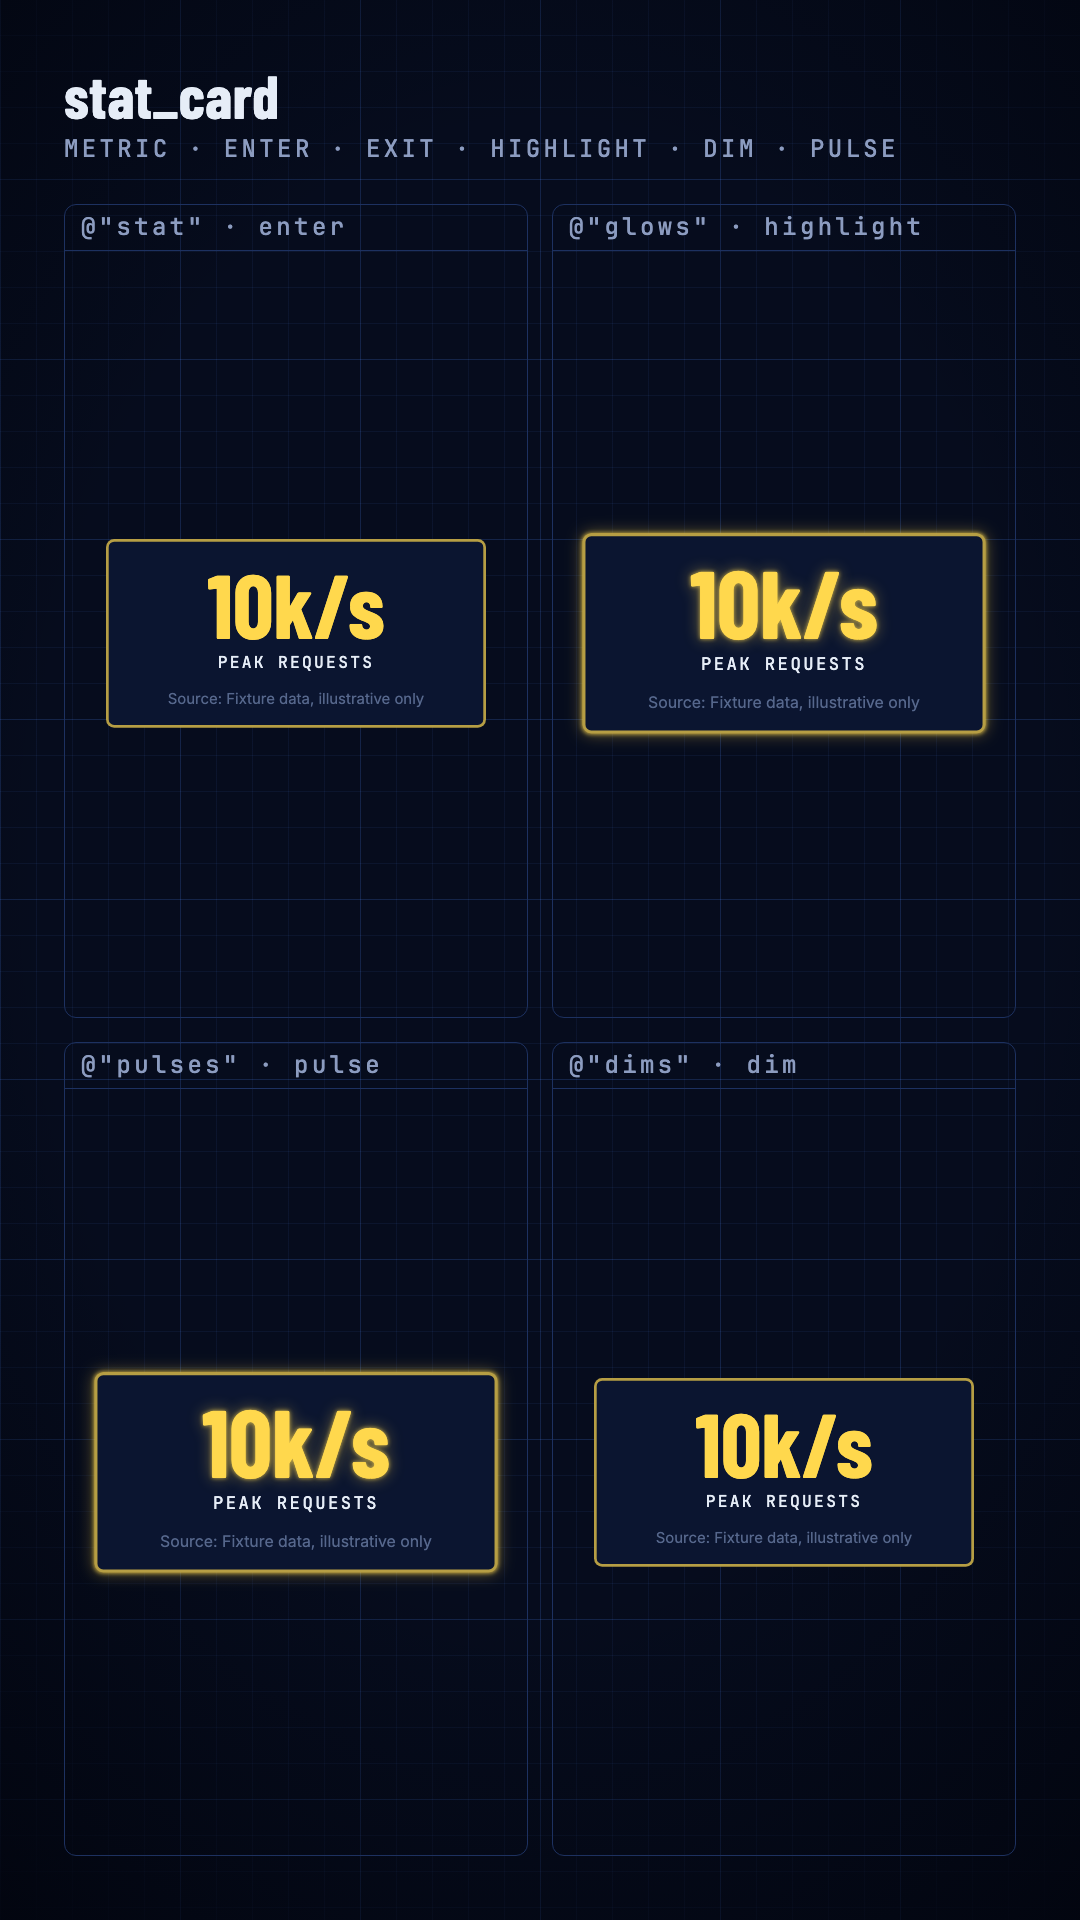 stat_card
METRIC · ENTER · EXIT · HIGHLIGHT · DIM · PULSE
@"stat" · enter
10k/s
PEAK REQUESTS
Source: Fixture data, illustrative only
@"glows" · highlight
10k/s
PEAK REQUESTS
Source: Fixture data, illustrative only
@"pulses" · pulse
10k/s
PEAK REQUESTS
Source: Fixture data, illustrative only
@"dims" · dim
10k/s
PEAK REQUESTS
Source: Fixture data, illustrative only